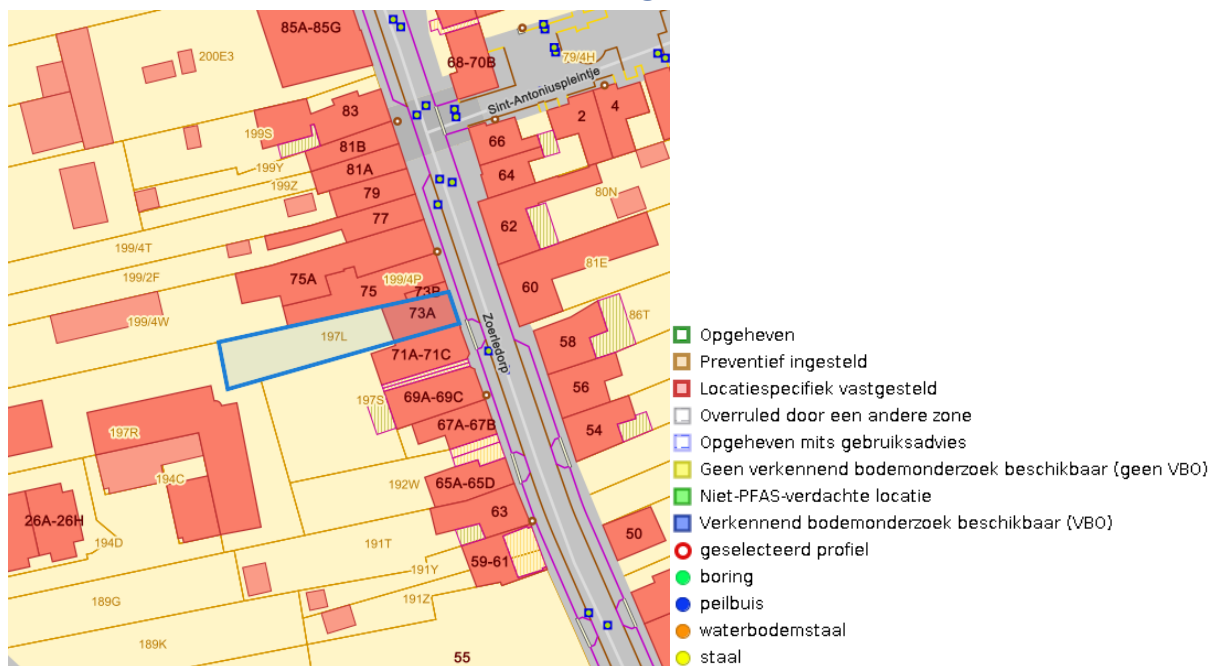 85A-85G
200E3
68-70B
79/4H
Sint-Antoniuspleintje
83
199S
81B
199Y
81A
199Z
79
77
66
2
4
64
62
80N
199/4T
199/2F
75A
75
199/4P
73B
81E
60
199/4W
73A
197L
Zoerledorp
86T
58
71A-71C
56
197S
69A-69C
67A-67B
54
197R
194C
192W
65A-65D
63
26A-26H
194D
191T
50
191Y
59-61
189G
191Z
189K
55
Opgeheven
Preventief ingesteld
Locatiespecifiek vastgesteld
Overruled door een andere zone
Opgeheven mits gebruiksadvies
Geen verkennend bodemonderzoek beschikbaar (geen VBO)
Niet-PFAS-verdachte locatie
Verkennend bodemonderzoek beschikbaar (VBO)
geselecteerd profiel
boring
peilbuis
waterbodemstaal
staal